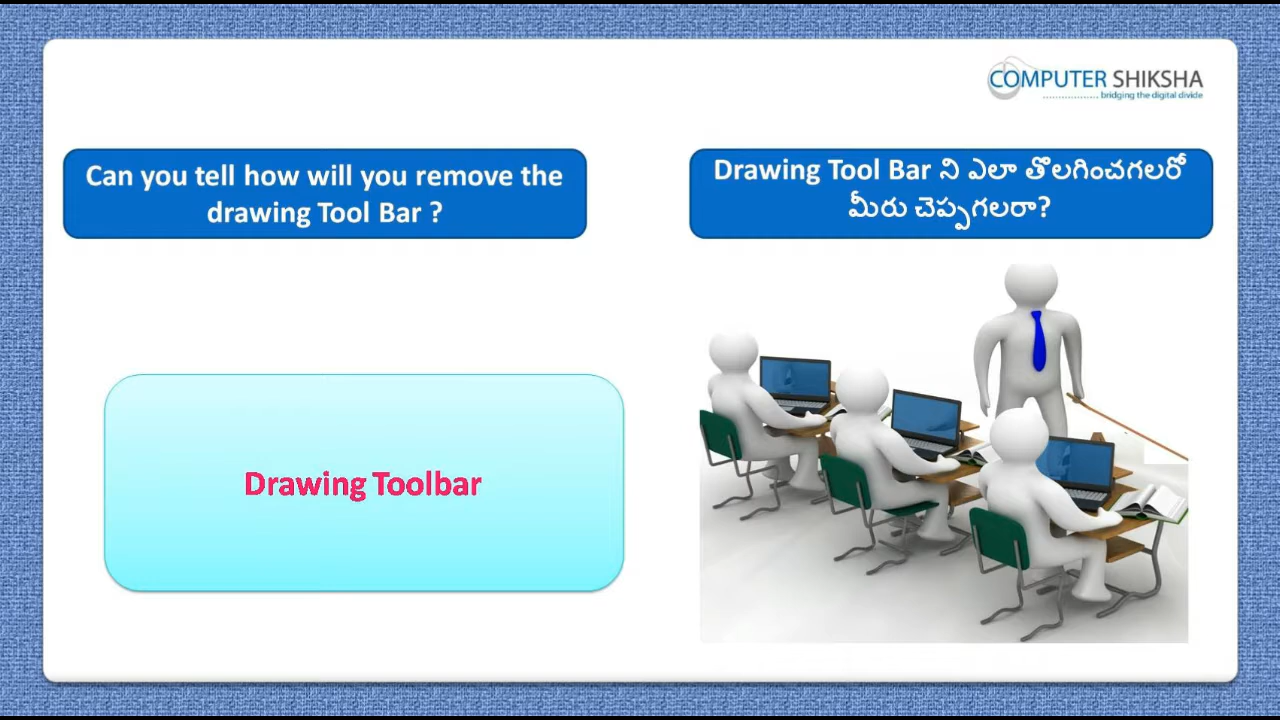 COMPUTER SHIKSHA
bridging the digital divide
Can you tell how will you remove the
drawing Tool Bar ?
Drawing Tool Bar ని ఎలా తొలగించగలరో
మీరు చెప్పగలరా?
Drawing Toolbar